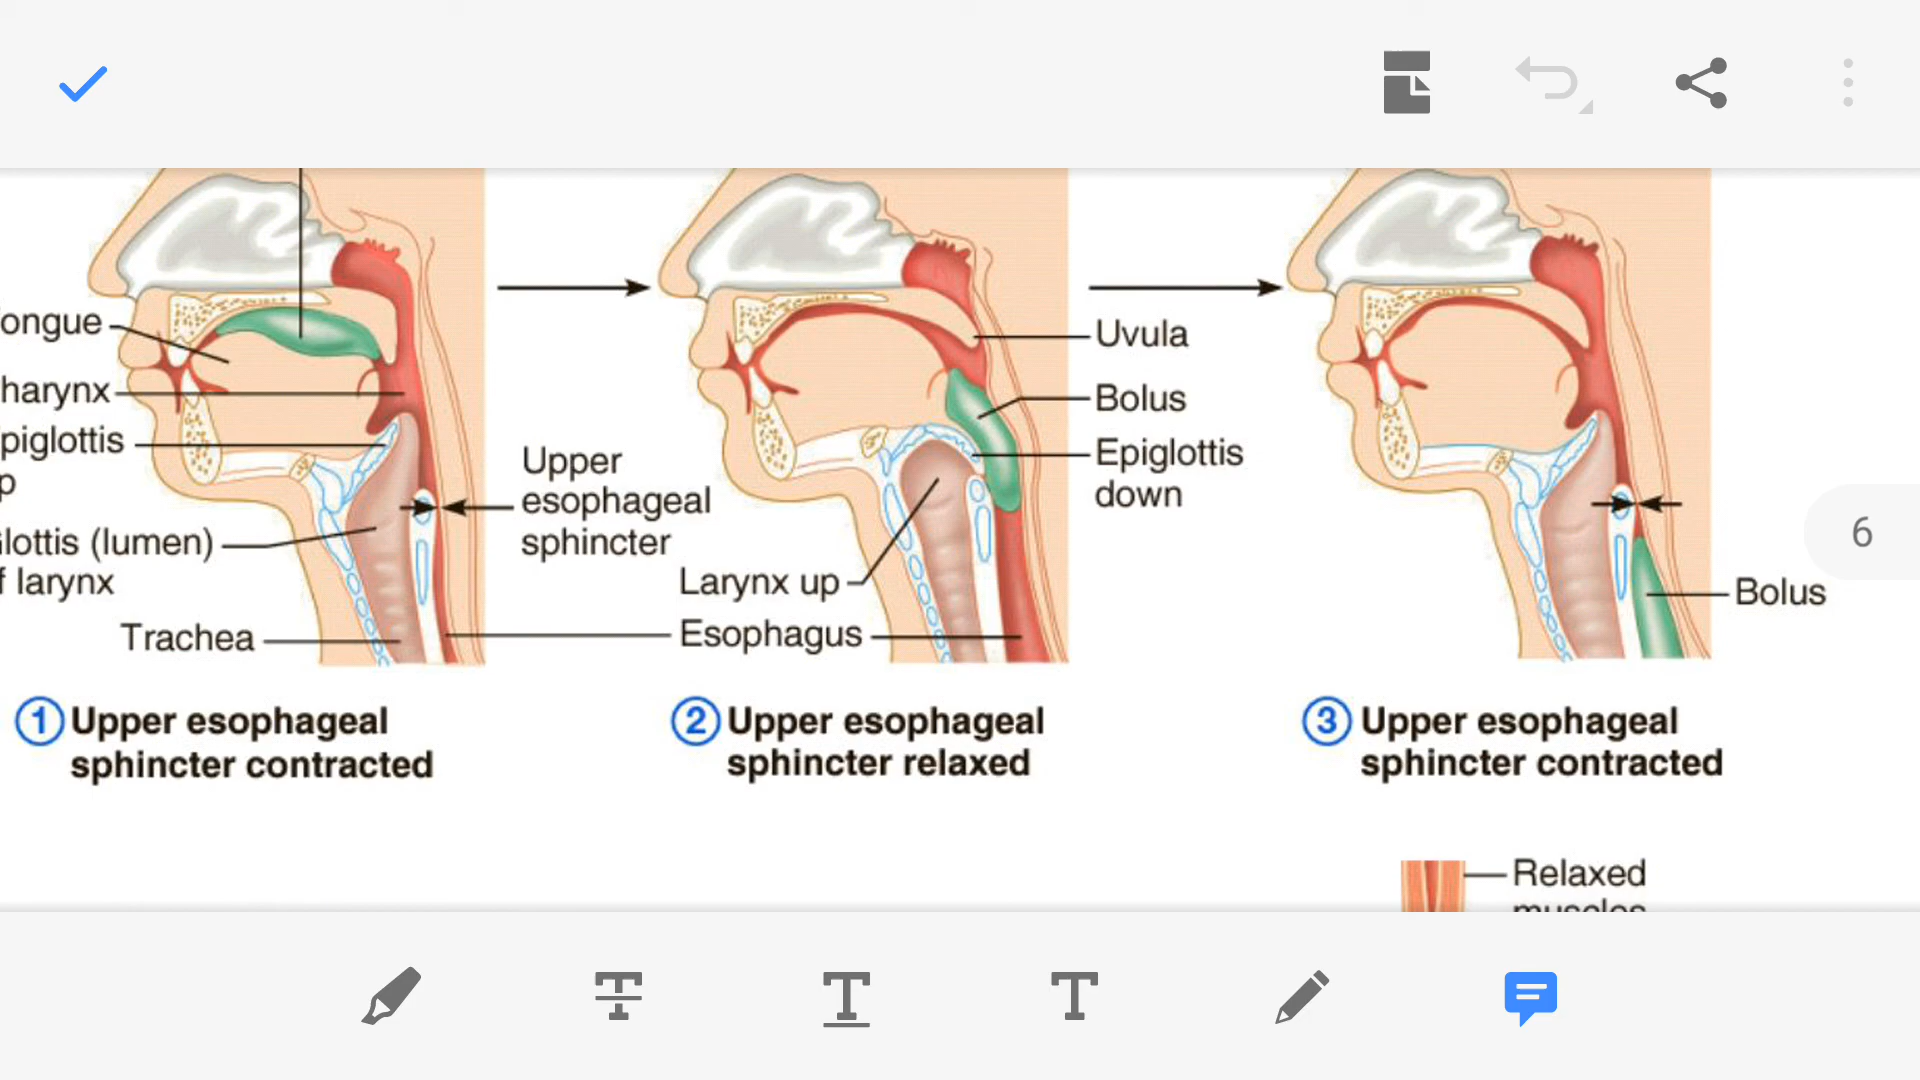 ongue
harynx
piglottis
p
lottis (lumen)
f larynx
Trachea
Upper
esophageal
sphincter
Larynx up
Esophagus
Uvula
Bolus
Epiglottis
down
Bolus
6
1 Upper esophageal
sphincter contracted
2 Upper esophageal
sphincter relaxed
3 Upper esophageal
sphincter contracted
Relaxed
muscles